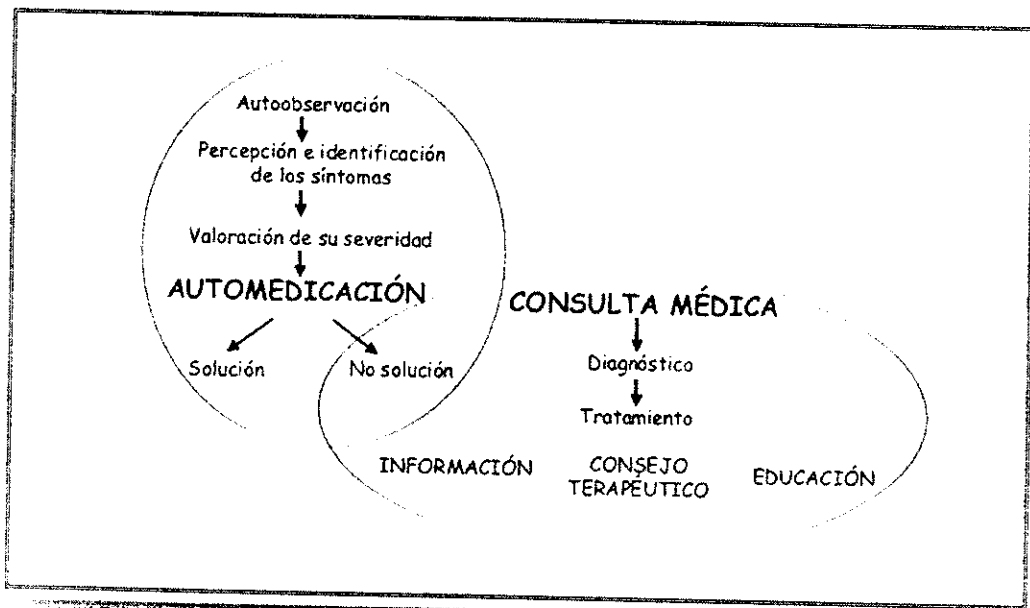 Autoobservación
Percepción e identificación
de los síntomas
Valoración de su severidad
AUTOMEDICACIÓN
Solución
No solución
CONSULTA MÉDICA
Diagnóstico
Tratamiento
INFORMACIÓN
CONSEJO
TERAPÉUTICO
EDUCACIÓN